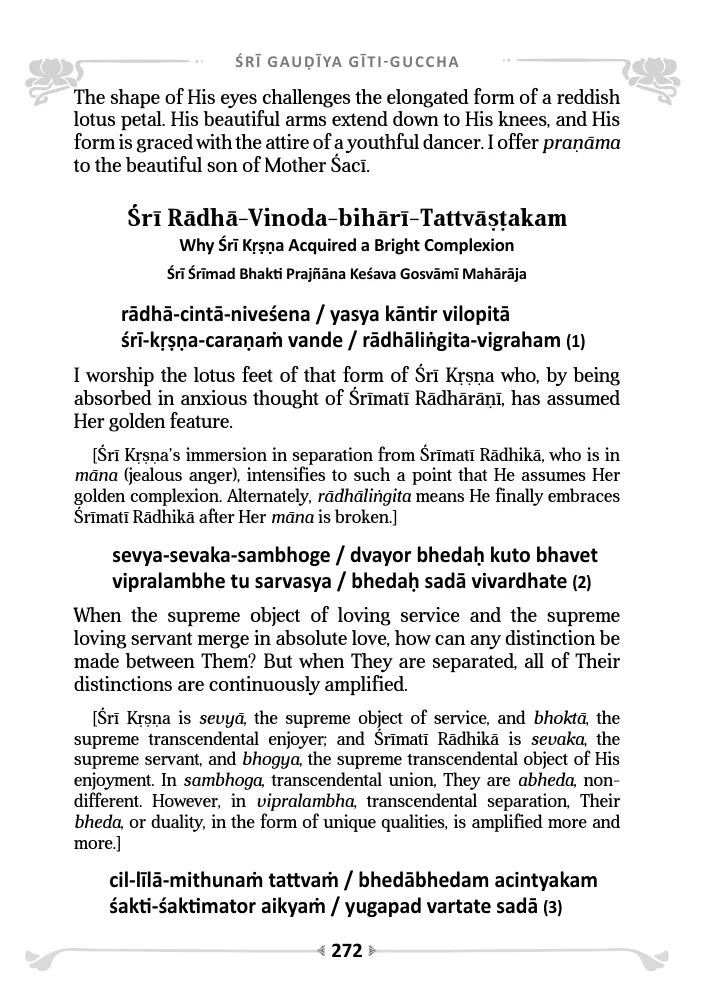 ŚRĪ GAUḌĪYA GĪTI-GUCCHA
The shape of His eyes challenges the elongated form of a reddish
lotus petal. His beautiful arms extend down to His knees, and His
form is graced with the attire of a youthful dancer. I offer praṇāma
to the beautiful son of Mother Śacī.
Śrī Rādhā-Vinoda-bihārī-Tattvāṣṭakam
Why Śrī Kṛṣṇa Acquired a Bright Complexion
Śrī Śrīmad Bhakti Prajñāna Keśava Gosvāmī Mahārāja
rādhā-cintā-niveśena / yasya kāntir vilopitā
śrī-kṛṣṇa-caraṇaṁ vande / rādhāliṅgita-vigraham (1)
I worship the lotus feet of that form of Śrī Kṛṣṇa who, by being
absorbed in anxious thought of Śrīmatī Rādhārāṇī, has assumed
Her golden feature.
[Śrī Kṛṣṇa's immersion in separation from Śrīmatī Rādhikā, who is in
māna (jealous anger), intensifies to such a point that He assumes Her
golden complexion. Alternately, rādhāliṅgita means He finally embraces
Śrīmatī Rādhikā after Her māna is broken.]
sevya-sevaka-sambhoge / dvayor bhedaḥ kuto bhavet
vipralambhe tu sarvasya / bhedaḥ sadā vivardhate (2)
When the supreme object of loving service and the supreme
loving servant merge in absolute love, how can any distinction be
made between Them? But when They are separated, all of Their
distinctions are continuously amplified.
[Śrī Kṛṣṇa is sevyā, the supreme object of service, and bhoktā, the
supreme transcendental enjoyer; and Śrīmatī Rādhikā is sevaka, the
supreme servant, and bhogya, the supreme transcendental object of His
enjoyment. In sambhoga, transcendental union, They are abheda, non-
different. However, in vipralambha, transcendental separation, Their
bheda, or duality, in the form of unique qualities, is amplified more and
more.]
cil-līlā-mithunaṁ tattvaṁ / bhedābhedam acintyakam
śakti-śaktimator aikyaṁ / yugapad vartate sadā (3)
272